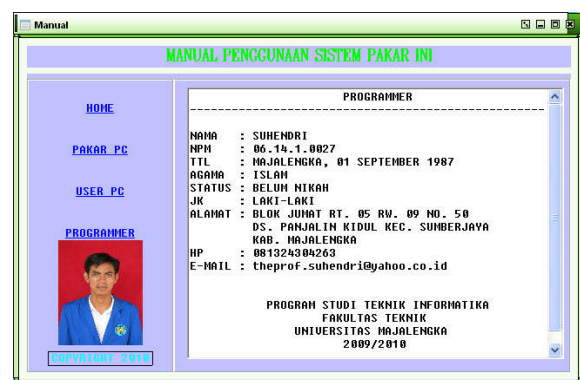 Manual
MANUAL PENGGUNAAN SISTEM PAKAR INI
HOME
PAKAR PC
USER PC
PROGRAMMER
COPYRIGHT 2010
PROGRAMMER
------------------------------------------------
NAMA : SUHENDRI
NPM : 06.14.1.0027
TTL : MAJALENGKA, 01 SEPTEMBER 1987
AGAMA : ISLAM
STATUS : BELUM NIKAH
JK : LAKI-LAKI
ALAMAT : BLOK JUMAT RT. 05 RW. 09 NO. 50
DS. PANJALIN KIDUL KEC. SUMBERJAYA
KAB. MAJALENGKA
HP : 081324304263
E-MAIL : theprof.suhendri@yahoo.co.id
PROGRAM STUDI TEKNIK INFORMATIKA
FAKULTAS TEKNIK
UNIVERSITAS MAJALENGKA
2009/2010